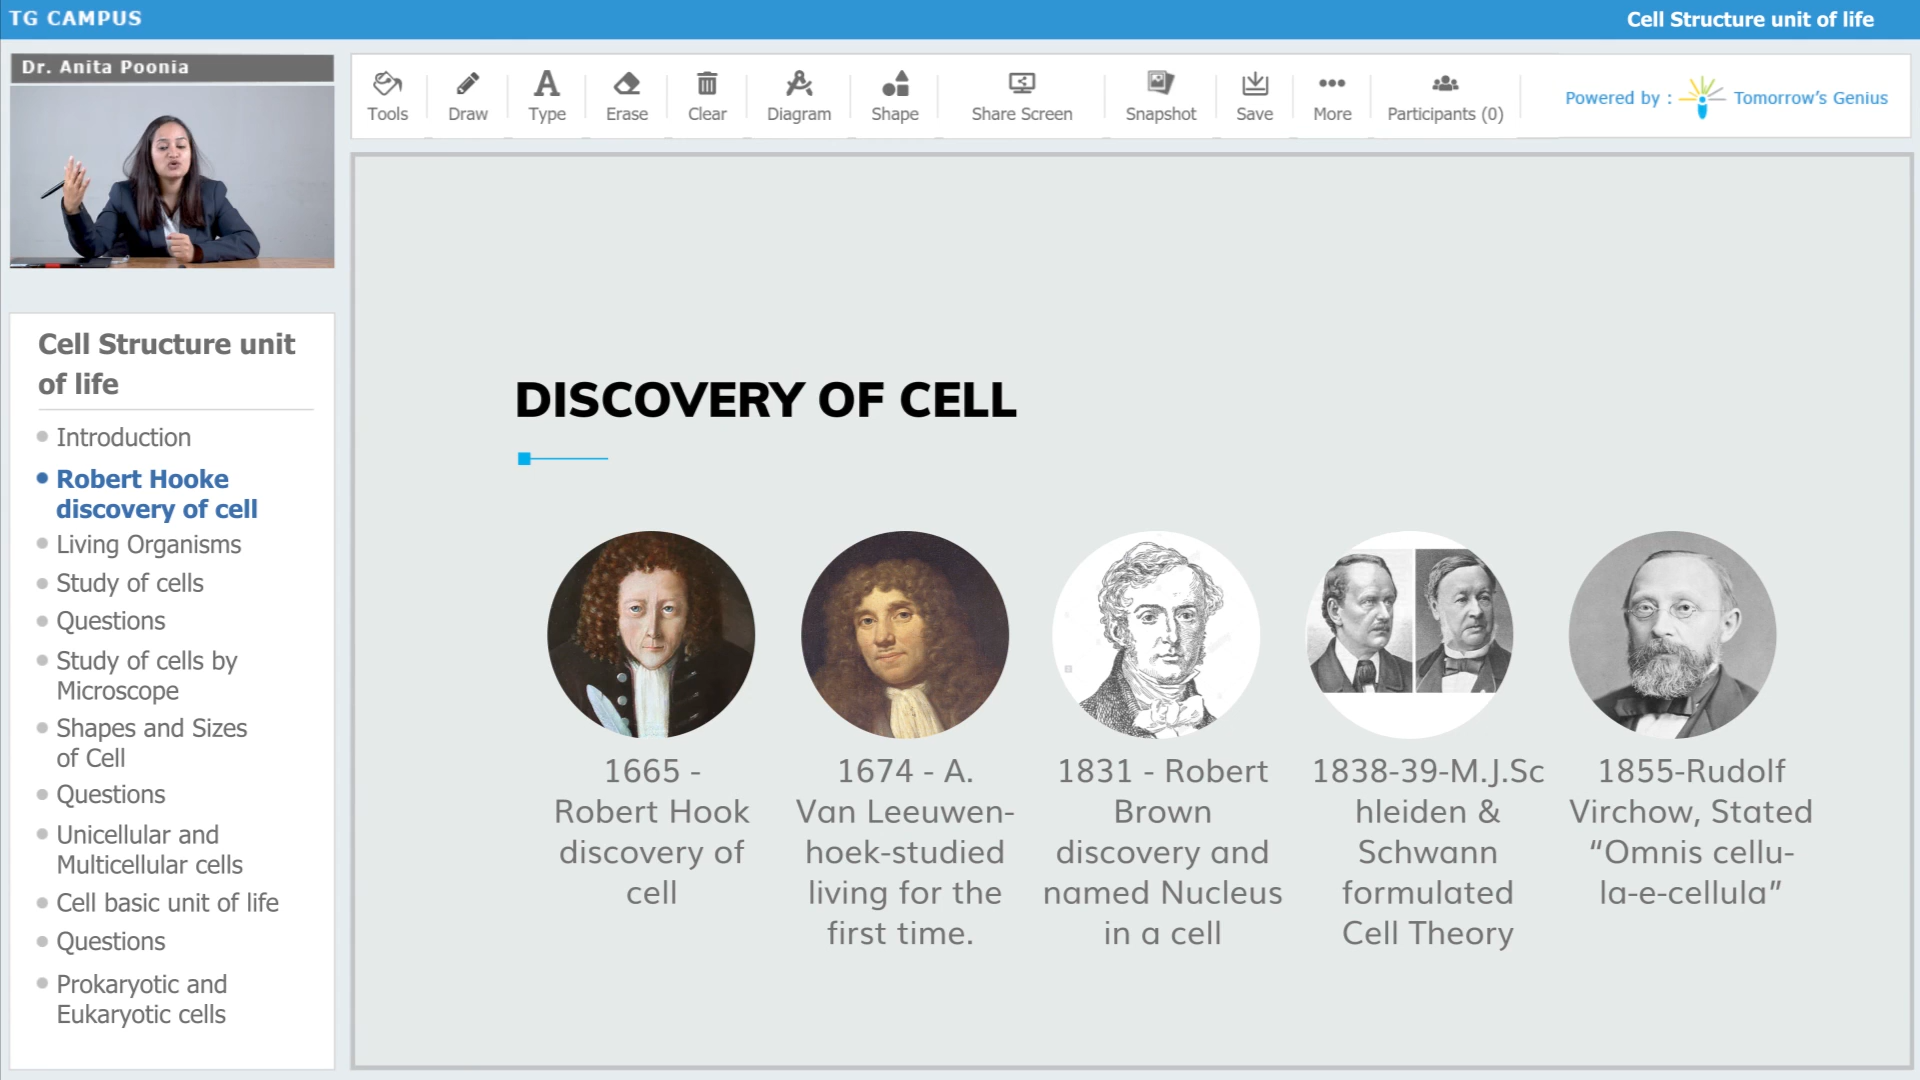 TG CAMPUS
Cell Structure unit of life
Dr. Anita Poonia
Tools
Draw
Type
Erase
Clear
Diagram
Shape
Share Screen
Snapshot
Save
More
Participants (0)
Powered by :
Tomorrow's Genius
Cell Structure unit
of life
Introduction
Robert Hooke
discovery of cell
Living Organisms
Study of cells
Questions
Study of cells by
Microscope
Shapes and Sizes
of Cell
Questions
Unicellular and
Multicellular cells
Cell basic unit of life
Questions
Prokaryotic and
Eukaryotic cells
DISCOVERY OF CELL
1665 -
Robert Hook
discovery of
cell
1674 - A.
Van Leeuwen-
hoek-studied
living for the
first time.
1831 - Robert
Brown
discovery and
named Nucleus
in a cell
1838-39-M.J.Sc
hleiden &
Schwann
formulated
Cell Theory
1855-Rudolf
Virchow, Stated
“Omnis cellu-
la-e-cellula”